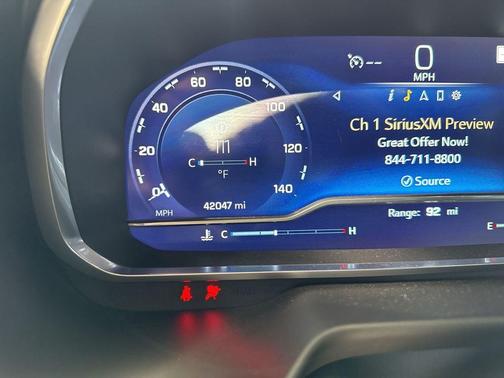 0
MPH
--
60 80
40 100
20 120
0 140
C H
°F
MPH
42047 mi
Ch 1 SiriusXM Preview
Great Offer Now!
844-711-8800
Source
Range: 92 mi
C H
E